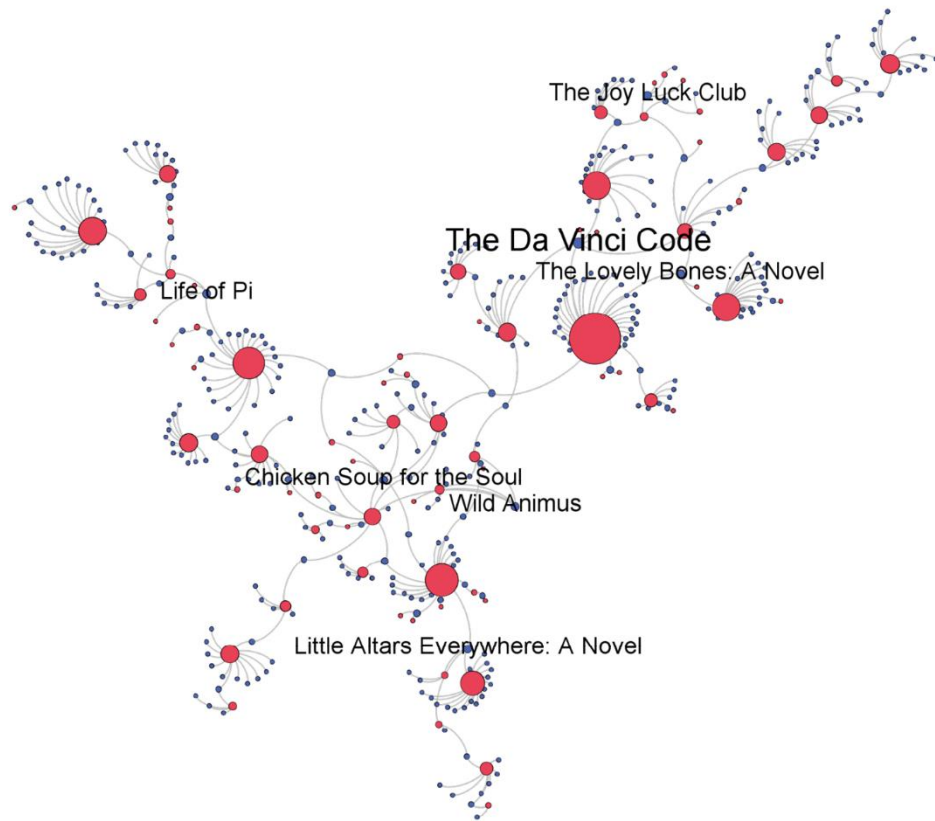 The Joy Luck Club
The Da Vinci Code
The Lovely Bones: A Novel
Life of Pi
Chicken Soup for the Soul
Wild Animus
Little Altars Everywhere: A Novel